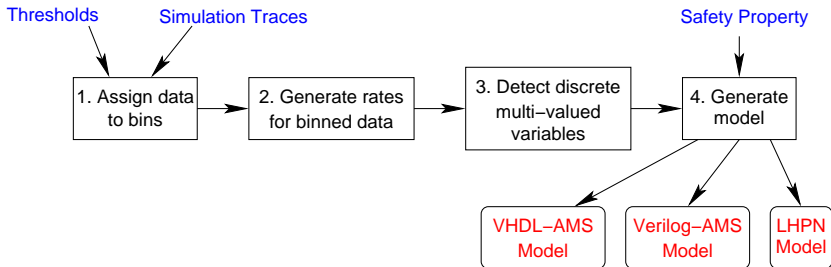 Thresholds
Simulation Traces
Safety Property
1. Assign data
to bins
2. Generate rates
for binned data
3. Detect discrete
multi−valued
variables
4. Generate
model
VHDL−AMS
Model
Verilog−AMS
Model
LHPN
Model